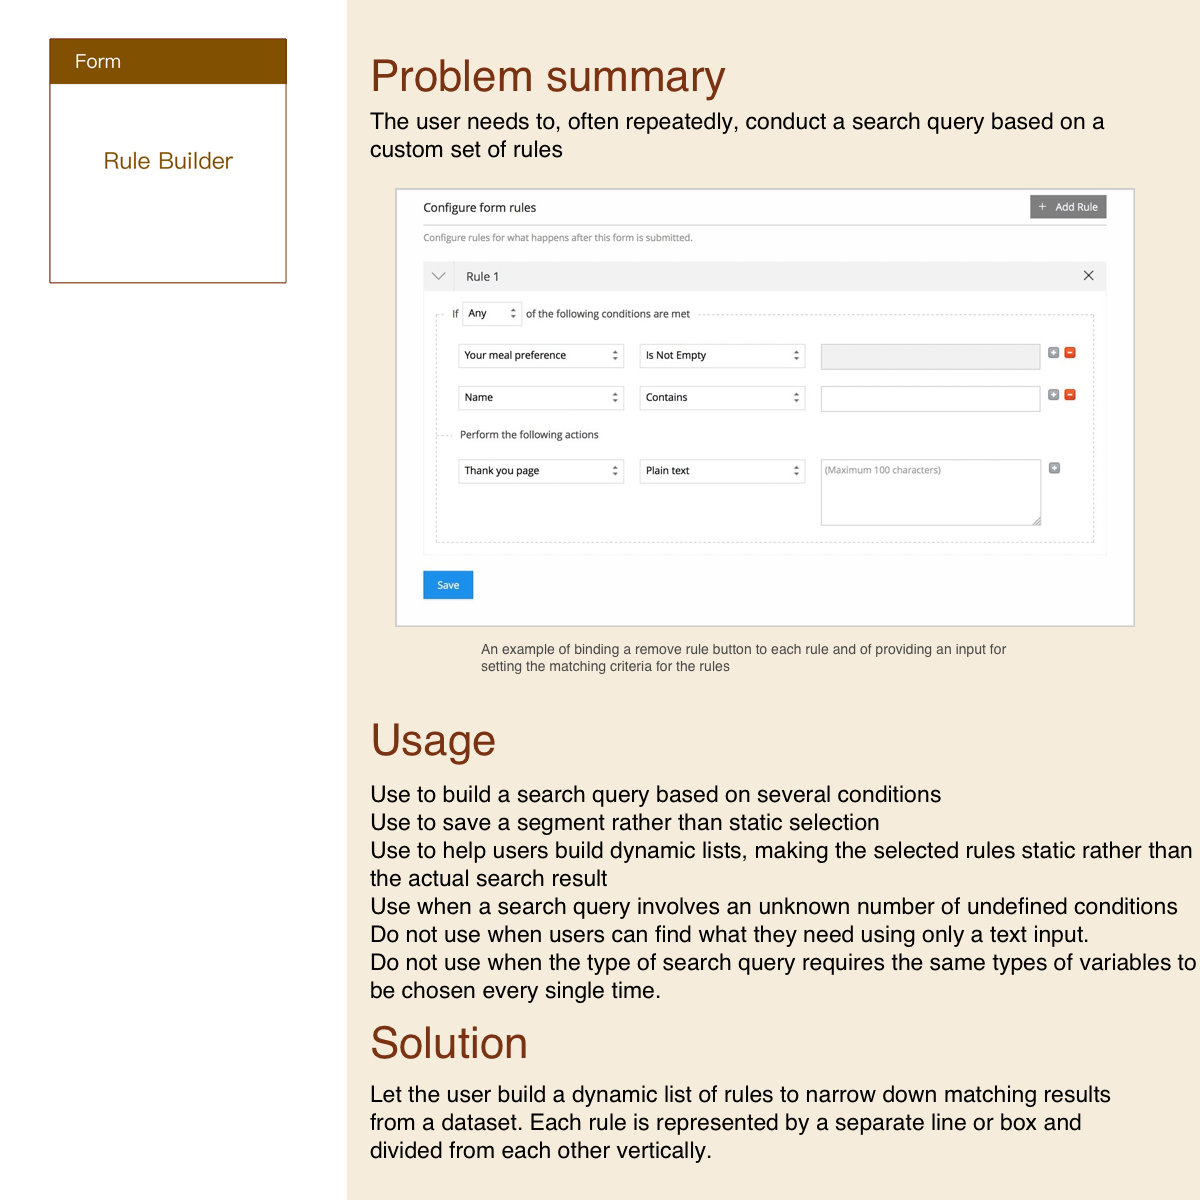 Form
Rule Builder
Problem summary
The user needs to, often repeatedly, conduct a search query based on a
custom set of rules
Configure form rules
+ Add Rule
Configure rules for what happens after this form is submitted.
Rule 1
If Any of the following conditions are met
Your meal preference Is Not Empty
Name Contains
Perform the following actions
Thank you page Plain text (Maximum 100 characters)
Save
An example of binding a remove rule button to each rule and of providing an input for
setting the matching criteria for the rules
Usage
Use to build a search query based on several conditions
Use to save a segment rather than static selection
Use to help users build dynamic lists, making the selected rules static rather than
the actual search result
Use when a search query involves an unknown number of undefined conditions
Do not use when users can find what they need using only a text input.
Do not use when the type of search query requires the same types of variables to
be chosen every single time.
Solution
Let the user build a dynamic list of rules to narrow down matching results
from a dataset. Each rule is represented by a separate line or box and
divided from each other vertically.